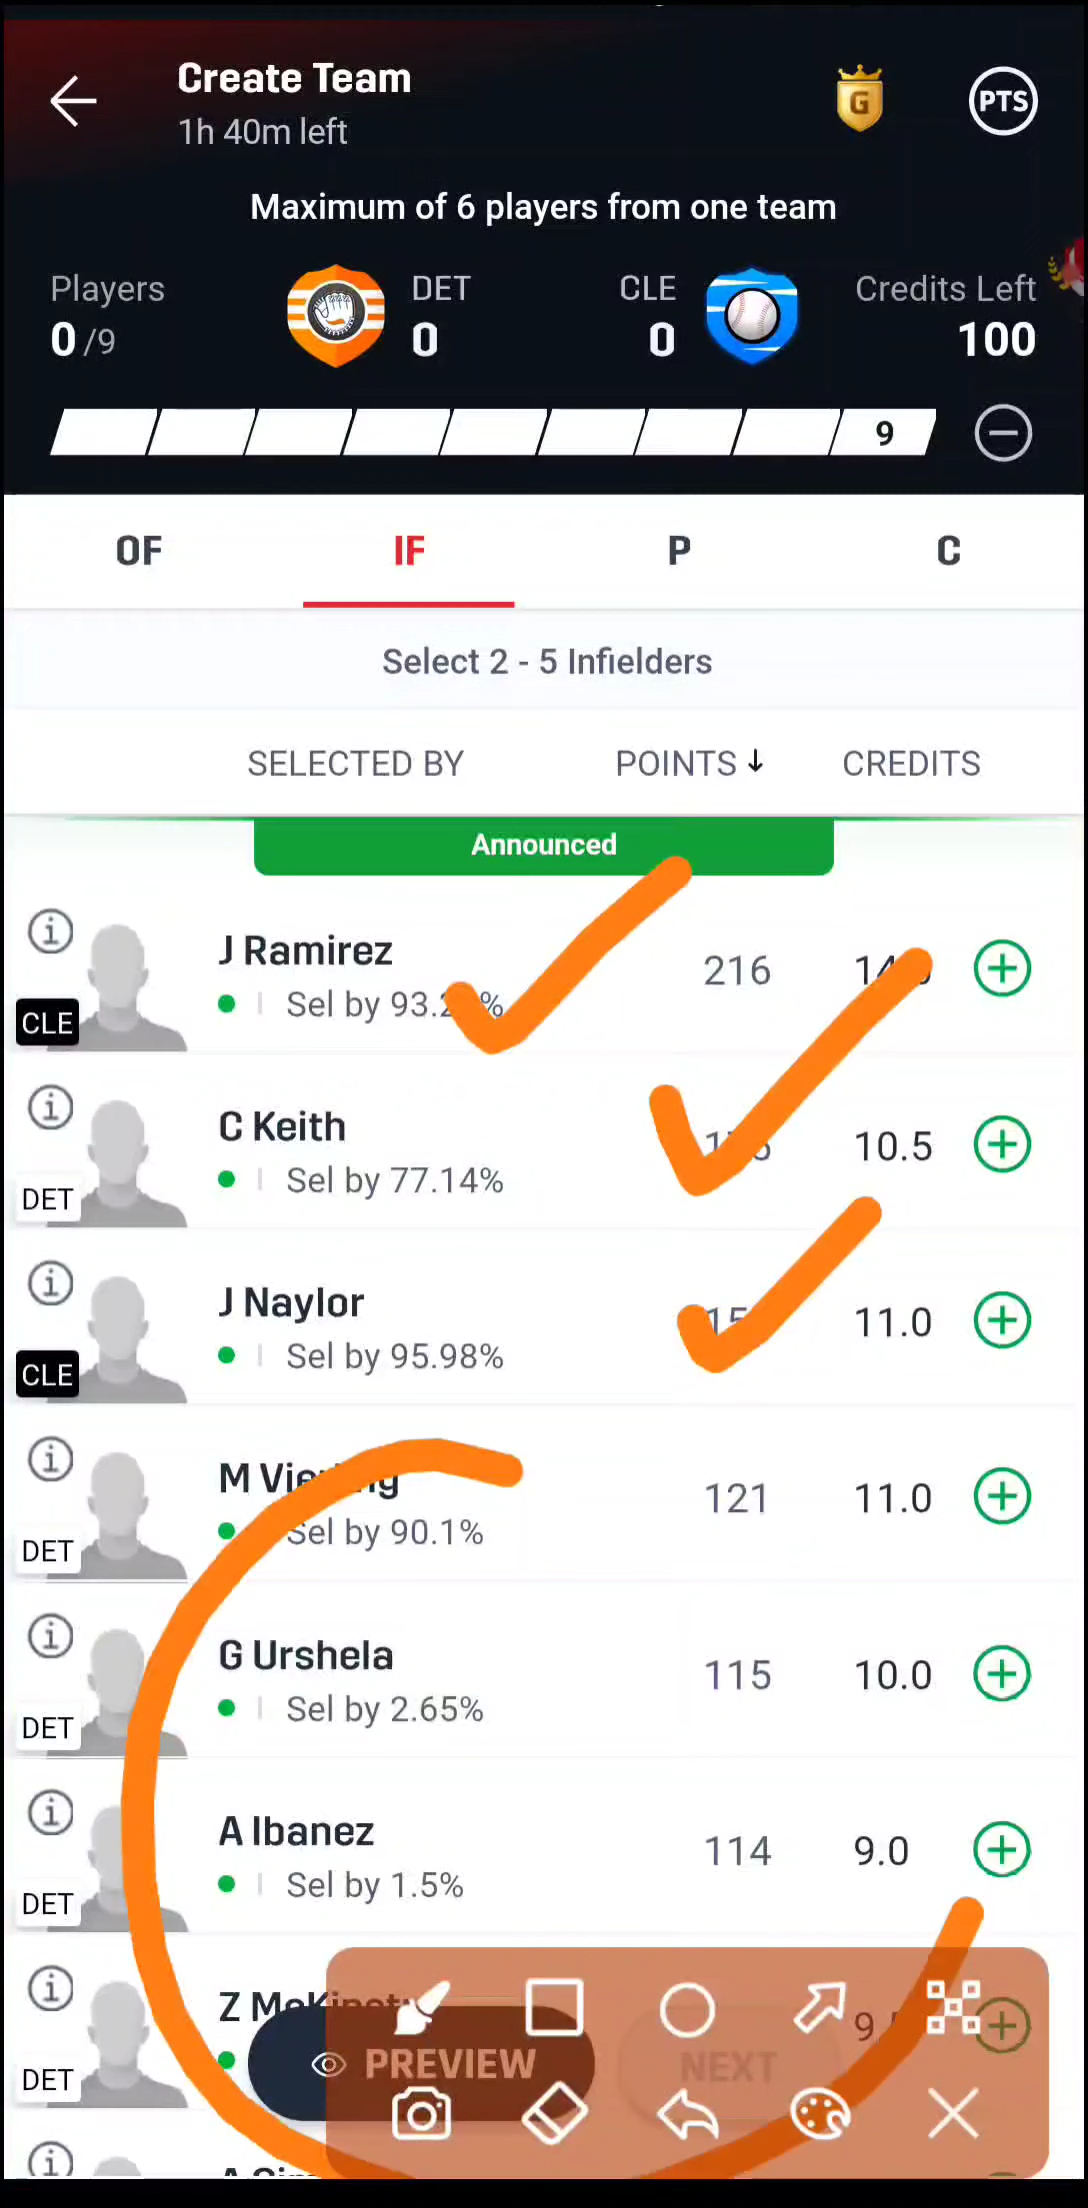 Create Team
1h 40m left
G
PTS
Maximum of 6 players from one team
Players
0/9
DET
0
CLE
0
Credits Left
100
9
OF IF P C
Select 2 - 5 Infielders
SELECTED BY POINTS ↓ CREDITS
Announced
J Ramirez
216
Sel by
CLE
C Keith
10.5
Sel by 77.14%
DET
J Naylor
11.0
Sel by 95.98%
CLE
M
121 11.0
Sel by 90.1%
DET
G Urshela
115 10.0
Sel by 2.65%
DET
A Ibanez
114 9.0
Sel by 1.5%
DET
Z
DET
PREVIEW
NEXT